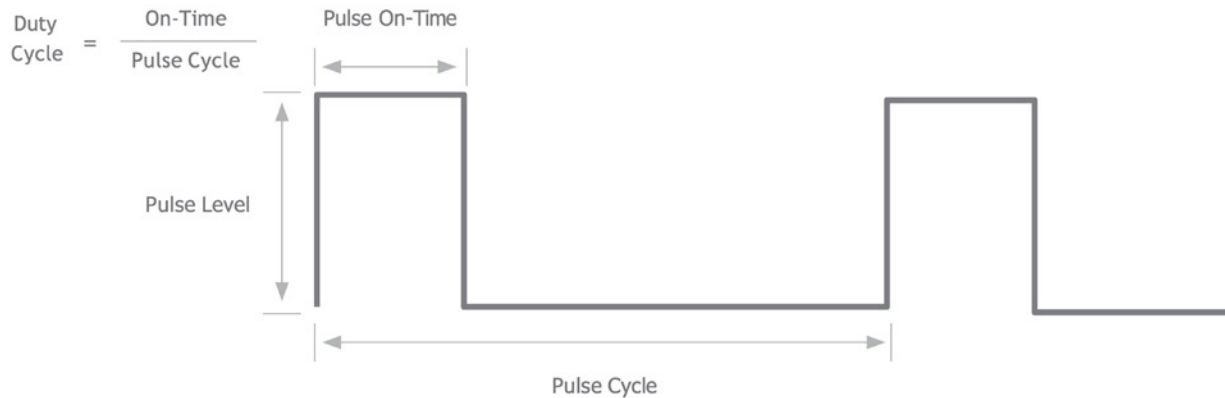 Duty
Cycle
=
On-Time
Pulse Cycle
Pulse On-Time
Pulse Level
Pulse Cycle